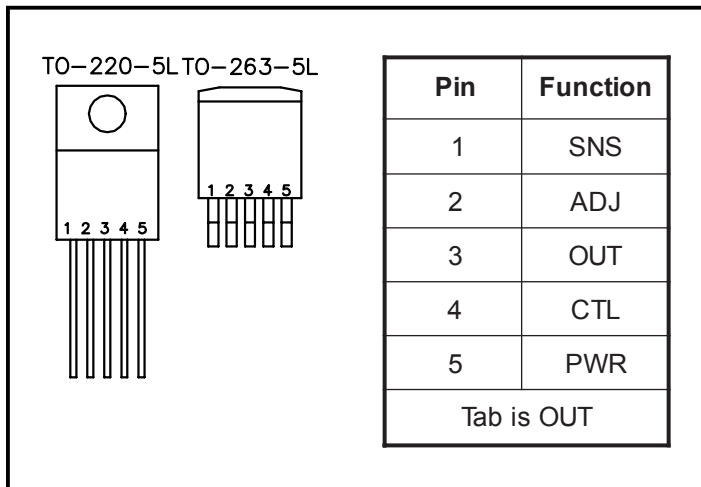 TO-220-5L TO-263-5L
1 2 3 4 5
1 2 3 4 5
Pin Function
1 SNS
2 ADJ
3 OUT
4 CTL
5 PWR
Tab is OUT